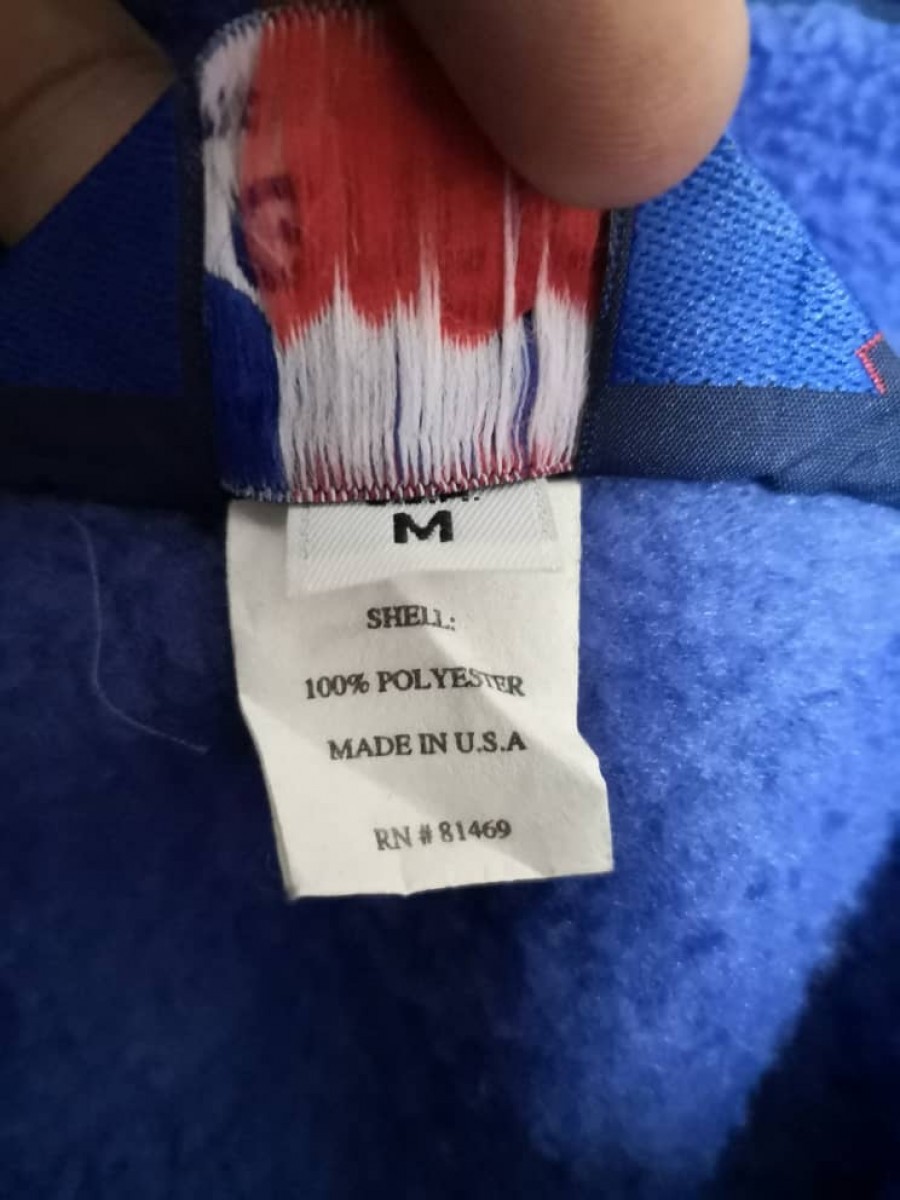 M
SHELL:
100% POLYESTER
MADE IN U.S.A
RN # 81469